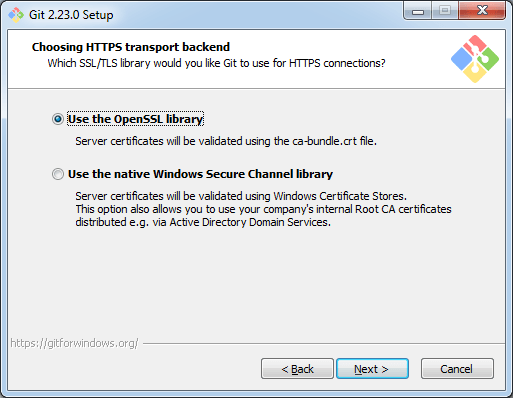 Git 2.23.0 Setup
Choosing HTTPS transport backend
Which SSL/TLS library would you like Git to use for HTTPS connections?
Use the OpenSSL library
Server certificates will be validated using the ca-bundle.crt file.
Use the native Windows Secure Channel library
Server certificates will be validated using Windows Certificate Stores.
This option also allows you to use your company's internal Root CA certificates
distributed e.g. via Active Directory Domain Services.
https://gitforwindows.org/
< Back
Next >
Cancel